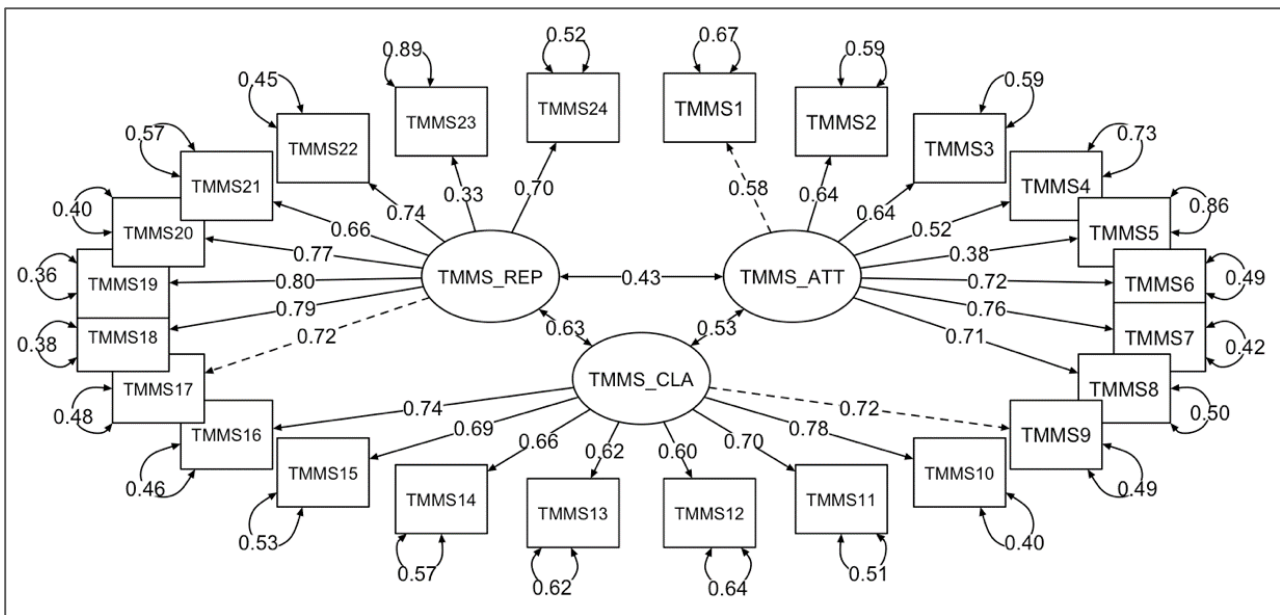 0.52 0.67
0.89 0.59
0.45 0.59
TMMS24 TMMS1
TMMS23 TMMS2
0.57 0.73
TMMS22 TMMS3
TMMS21 TMMS4
0.70 0.58
0.33 0.64
0.40 0.86
0.74 0.64
0.66 0.52
TMMS20 TMMS5
0.77 0.38
0.36 TMMS19 0.80 TMMS_REP 0.43 TMMS_ATT 0.72 TMMS6 0.49
0.79 0.76
0.63 0.53
0.38 TMMS18 0.72 0.71 TMMS7 0.42
TMMS_CLA
TMMS17 TMMS8
0.48 0.74 0.72 0.50
TMMS16 0.69 0.78 TMMS9
0.66 0.70
0.62 0.60
TMMS15 TMMS10
0.46 0.49
TMMS14 TMMS11
TMMS13 TMMS12
0.53 0.40
0.57 0.51
0.62 0.64